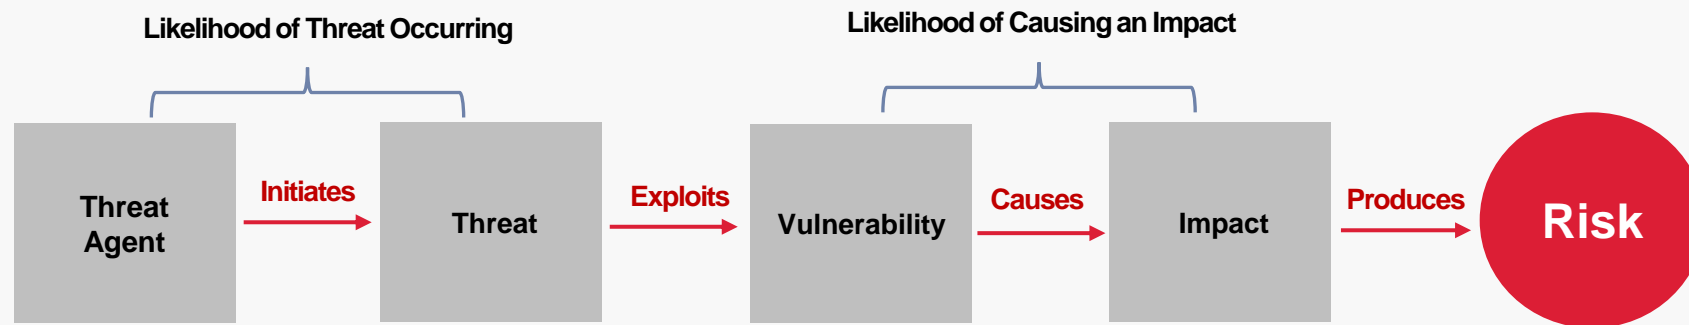 Likelihood of Threat Occurring
Likelihood of Causing an Impact
Threat
Agent
Initiates
Threat
Exploits
Vulnerability
Causes
Impact
Produces
Risk